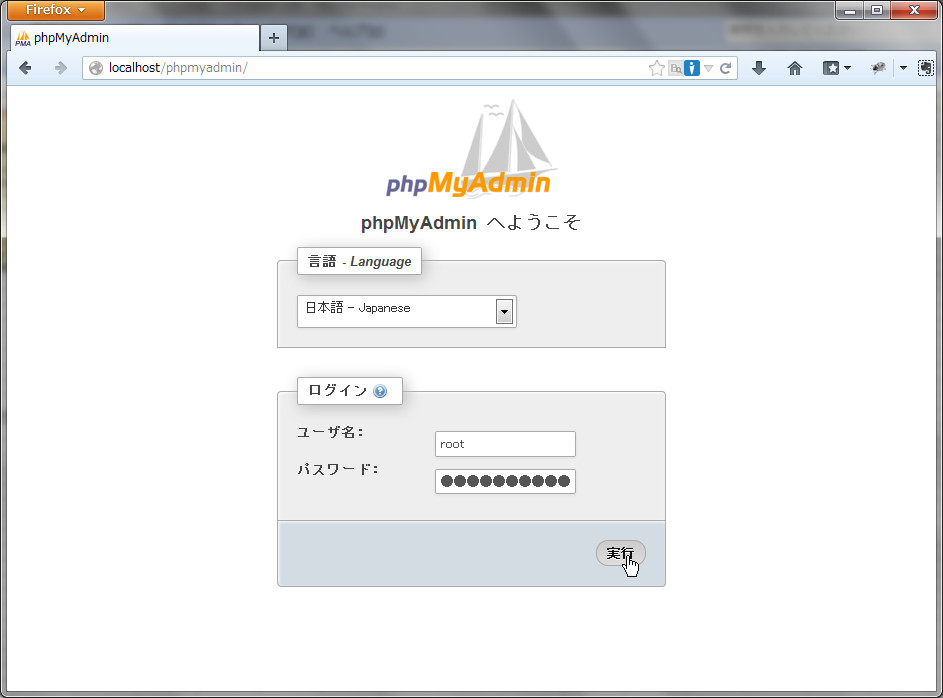 Firefox
phpMyAdmin
localhost/phpmyadmin/
phpMyAdmin
phpMyAdmin へようこそ
言語 - Language
日本語 - Japanese
ログイン
ユーザ名:
root
パスワード:
実行